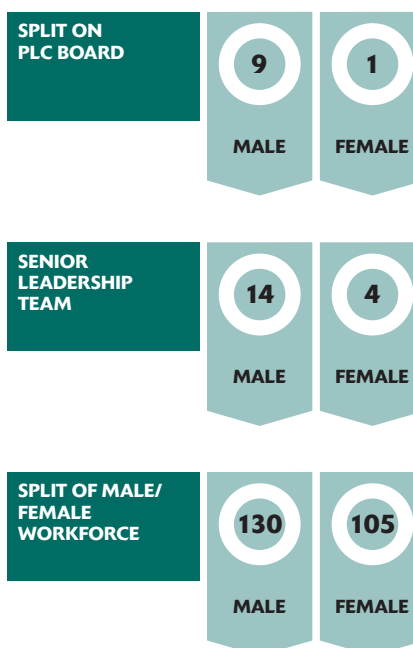 SPLIT ON
PLC BOARD
9
1
MALE
FEMALE
SENIOR
LEADERSHIP
TEAM
14
4
MALE
FEMALE
SPLIT OF MALE/
FEMALE
WORKFORCE
130
105
MALE
FEMALE